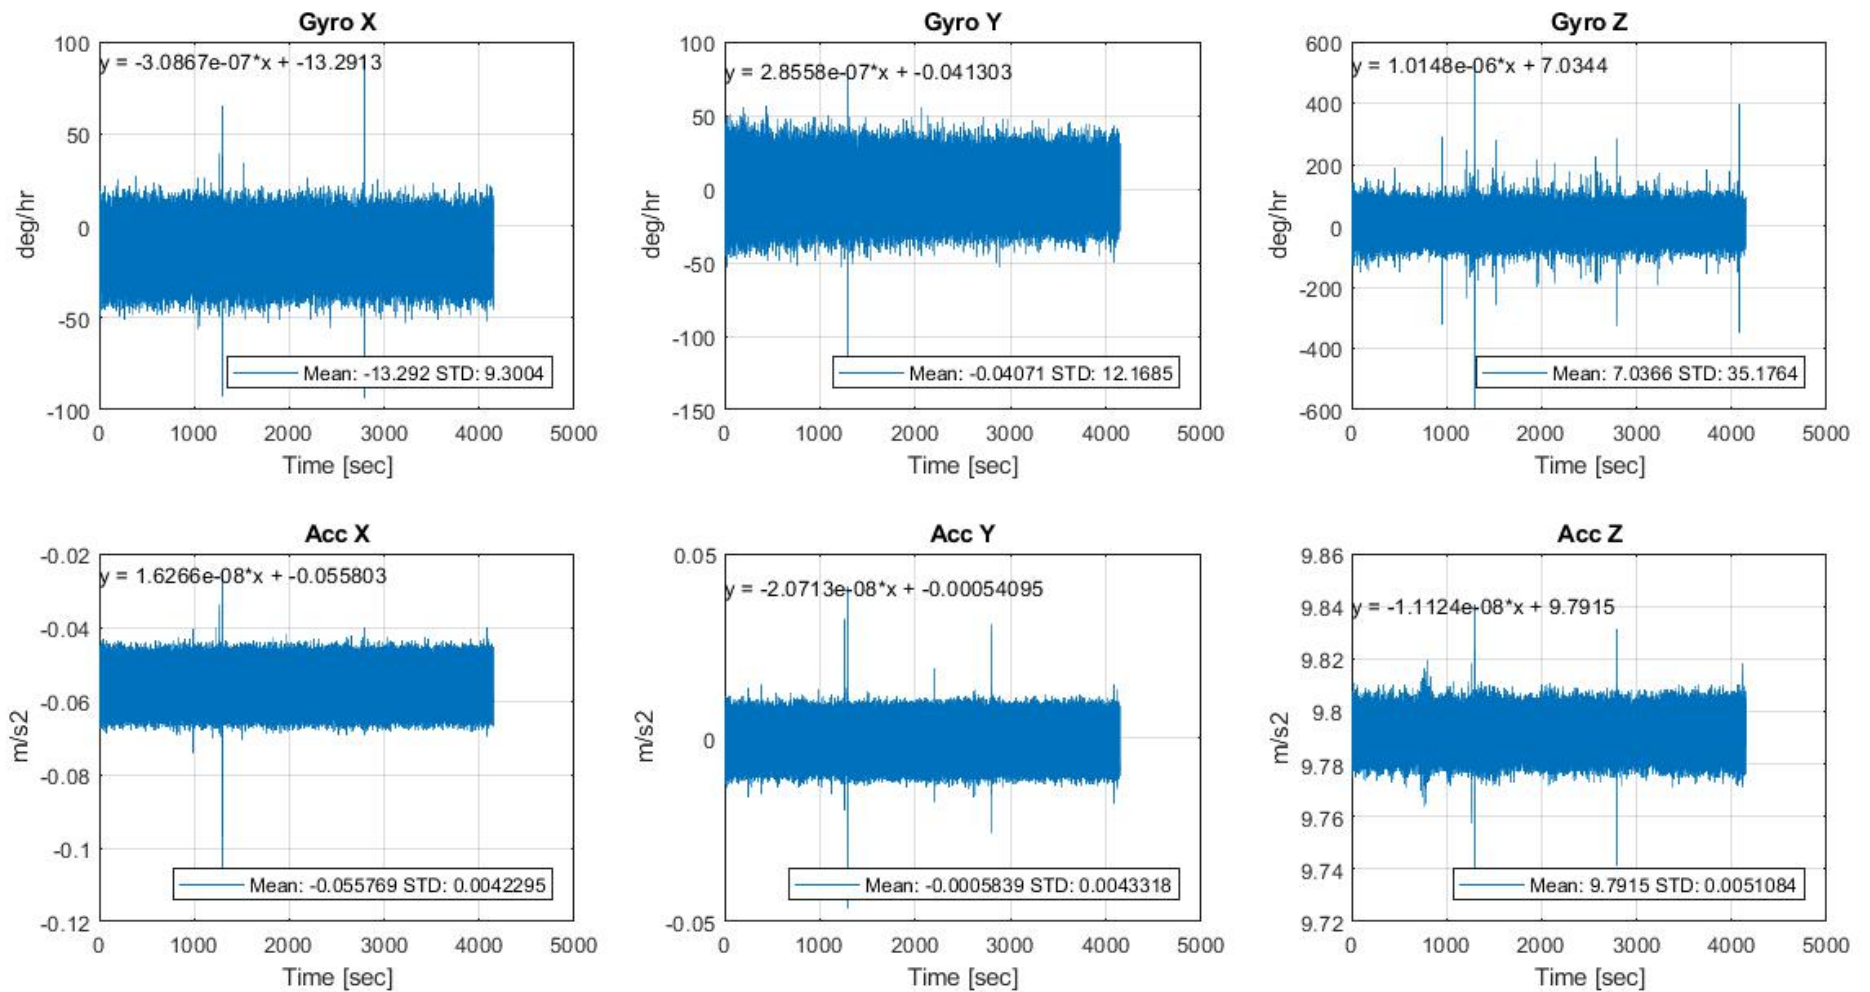 Gyro X
y = -3.0867e-07*x + -13.2913
100
50
0
-50
-100
deg/hr
Mean: -13.292 STD: 9.3004
0 1000 2000 3000 4000 5000
Time [sec]
Gyro Y
y = 2.8558e-07*x + -0.041303
100
50
0
-50
-100
-150
deg/hr
Mean: -0.04071 STD: 12.1685
0 1000 2000 3000 4000 5000
Time [sec]
Gyro Z
y = 1.0148e-06*x + 7.0344
600
400
200
0
-200
-400
-600
deg/hr
Mean: 7.0366 STD: 35.1764
0 1000 2000 3000 4000 5000
Time [sec]
Acc X
y = 1.6266e-08*x + -0.055803
-0.02
-0.04
-0.06
-0.08
-0.1
-0.12
m/s2
Mean: -0.055769 STD: 0.0042295
0 1000 2000 3000 4000 5000
Time [sec]
Acc Y
y = -2.0713e-08*x + -0.00054095
0.05
0
-0.05
m/s2
Mean: -0.0005839 STD: 0.0043318
0 1000 2000 3000 4000 5000
Time [sec]
Acc Z
y = -1.1124e-08*x + 9.7915
9.86
9.84
9.82
9.8
9.78
9.76
9.74
9.72
m/s2
Mean: 9.7915 STD: 0.0051084
0 1000 2000 3000 4000 5000
Time [sec]